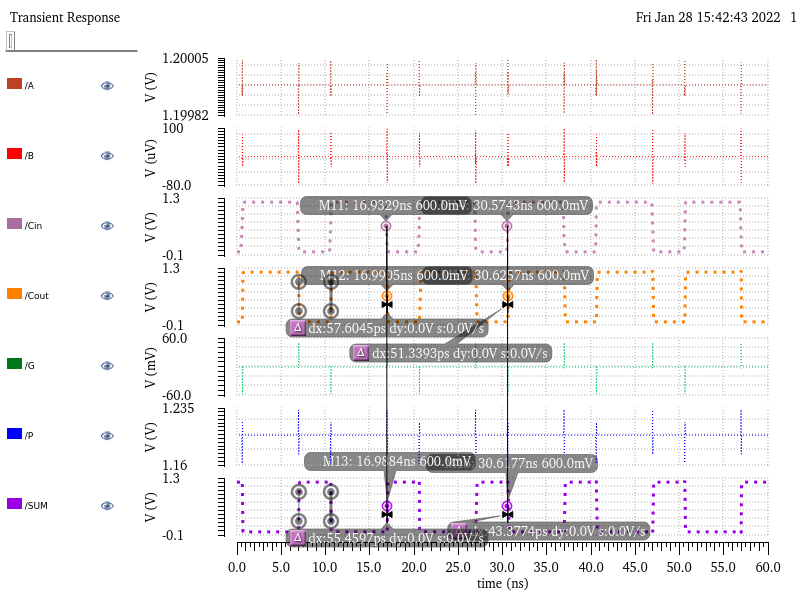 Transient Response
Fri Jan 28 15:42:43 2022 1
/A
V (V)
1.20005
1.19982
/B
V (uV)
100
-80.0
/Cin
V (V)
1.3
-0.1
M11: 16.9329ns 600.0mV
30.5743ns 600.0mV
/Cout
V (V)
1.3
-0.1
M12: 16.9905ns 600.0mV
30.6257ns 600.0mV
Δ dx:57.6045ps dy:0.0V s:0.0V/s
Δ dx:51.3393ps dy:0.0V s:0.0V/s
/G
V (mV)
60.0
-60.0
/P
V (V)
1.235
1.16
M13: 16.9884ns 600.0mV
30.6177ns 600.0mV
/SUM
V (V)
1.3
-0.1
Δ dx:55.4597ps dy:0.0V s:0.0V/s
43.3774ps dy:0.0V s:0.0V/s
0.0 5.0 10.0 15.0 20.0 25.0 30.0 35.0 40.0 45.0 50.0 55.0 60.0
time (ns)